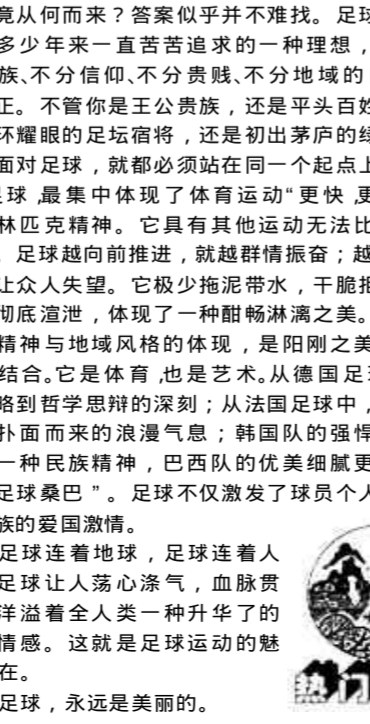 竟从何而来？答案似乎并不难找。足球
多少年来一直苦苦追求的一种理想，
族、不分信仰、不分贵贱、不分地域的
正。不管你是王公贵族，还是平头百姓
环耀眼的足坛宿将，还是初出茅庐的
面对足球，就都必须站在同一个起点上
足球，最集中体现了体育运动“更快，更
林匹克精神。它具有其他运动无法比
足球越向前推进，就越群情振奋；越
让众人失望。它极少拖泥带水，干脆
彻底渲泄，体现了一种酣畅淋漓之美。
精神与地域风格的体现，是阳刚之美
结合。它是体育，也是艺术。从德国足球
略到哲学思辩的深刻；从法国足球中，
扑面而来的浪漫气息；韩国队的强悍
一种民族精神，巴西队的优美细腻更
足球桑巴”。足球不仅激发了球员个人
族的爱国激情。
足球连着地球，足球连着人
足球让人荡心涤气，血脉贯
洋溢着全人类一种升华了的
情感。这就是足球运动的魅
在。
足球，永远是美丽的。
热门